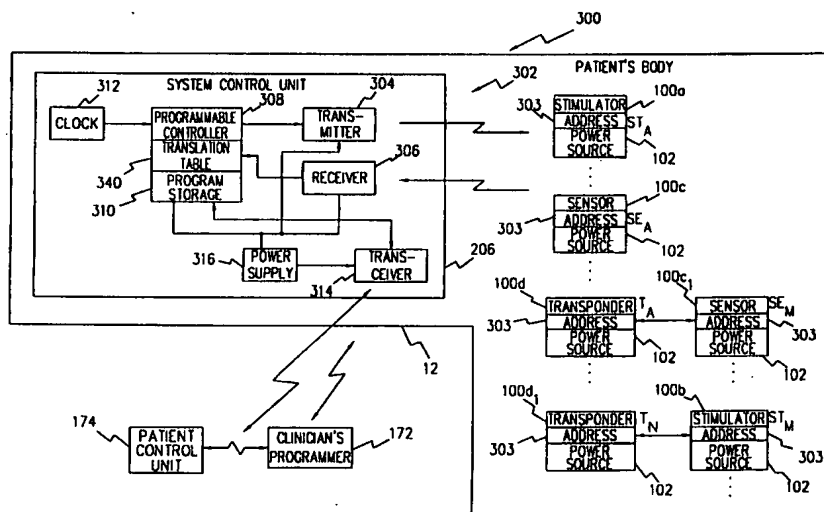 300
PATIENT'S BODY
SYSTEM CONTROL UNIT
302
312
308
304
CLOCK
PROGRAMMABLE
CONTROLLER
TRANSLATION
TABLE
PROGRAM
STORAGE
340
310
TRANS-
MITTER
RECEIVER
306
316
POWER
SUPPLY
314
TRANS-
CEIVER
206
303
STIMULATOR
ADDRESS
POWER
SOURCE
100a
ST A
102
303
SENSOR
ADDRESS
POWER
SOURCE
100c
SE A
102
100d
TRANSPONDER
ADDRESS
POWER
SOURCE
T A
303
102
100c1
SENSOR
ADDRESS
POWER
SOURCE
SE M
303
102
100d1
TRANSPONDER
ADDRESS
POWER
SOURCE
T N
303
102
100b
STIMULATOR
ADDRESS
POWER
SOURCE
ST M
303
102
12
174
PATIENT
CONTROL
UNIT
CLINICIAN'S
PROGRAMMER
172